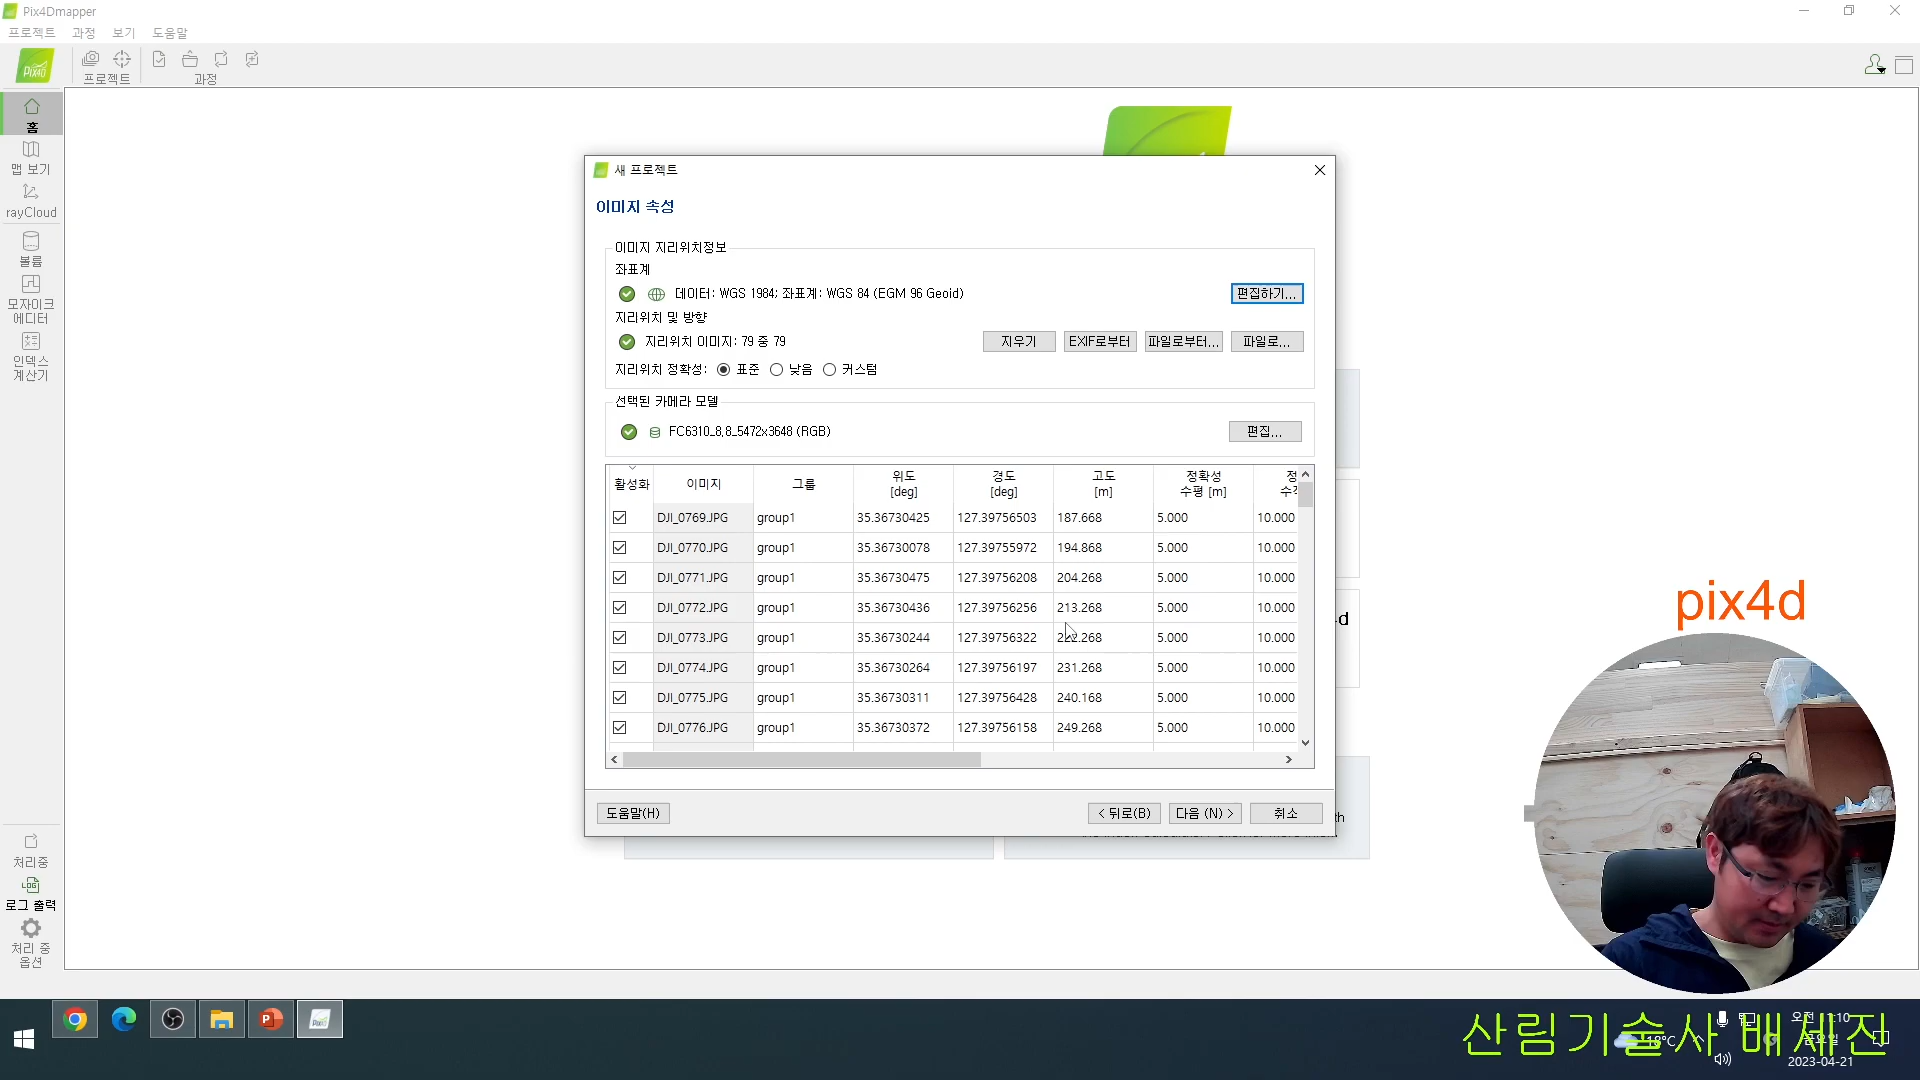 Pix4Dmapper
프로젝트 과정 보기 도움말
프로젝트 과정
홈
맵 보기
rayCloud
볼륨
모자이크
에디터
인덱스
계산기
처리중
로그 출력
처리 중
옵션
새 프로젝트
이미지 속성
이미지 지리위치정보
좌표계
데이터: WGS 1984; 좌표계: WGS 84 (EGM 96 Geoid) 편집하기...
지리위치 및 방향
지리위치 이미지: 79 중 79 지우기 EXIF로부터 파일로부터... 파일로...
지리위치 정확성: 표준 낮음 커스텀
선택된 카메라 모델
FC6310_8.8_5472x3648 (RGB) 편집...
활성화 이미지 그룹 위도 [deg] 경도 [deg] 고도 [m] 정확성 수평 [m]
DJI_0769.JPG group1 35.36730425 127.39756503 187.668 5.000 10.000
DJI_0770.JPG group1 35.36730078 127.39755972 194.868 5.000 10.000
DJI_0771.JPG group1 35.36730475 127.39756208 204.268 5.000 10.000
DJI_0772.JPG group1 35.36730436 127.39756256 213.268 5.000 10.000
DJI_0773.JPG group1 35.36730244 127.39756322 222.268 5.000 10.000
DJI_0774.JPG group1 35.36730264 127.39756197 231.268 5.000 10.000
DJI_0775.JPG group1 35.36730311 127.39756428 240.168 5.000 10.000
DJI_0776.JPG group1 35.36730372 127.39756158 249.268 5.000 10.000
도움말(H) < 뒤로(B) 다음 (N) > 취소
pix4d
산림기술사 배세진
18°C
2023-04-21